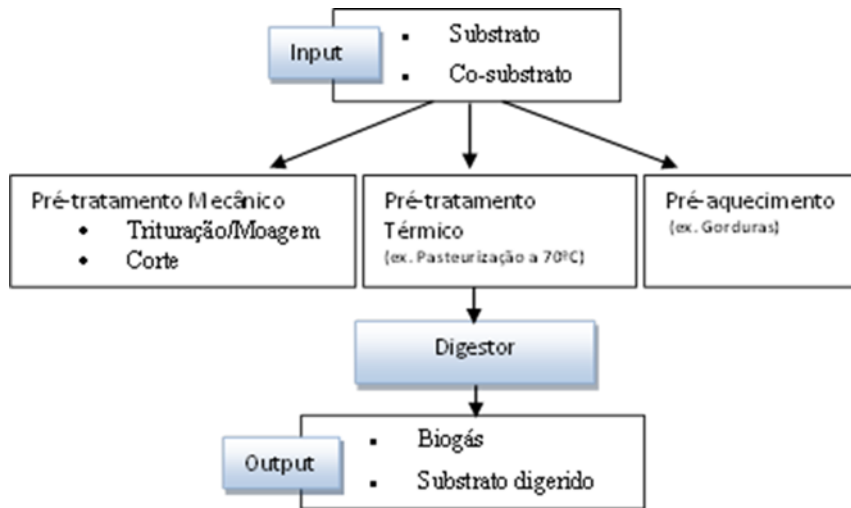 Input
Substrato
Co-substrato
Pré-tratamento Mecânico
Trituração/Moagem
Corte
Pré-tratamento
Térmico
(ex. Pasteurização a 70ºC)
Pré-aquecimento
(ex. Gorduras)
Digestor
Output
Biogás
Substrato digerido